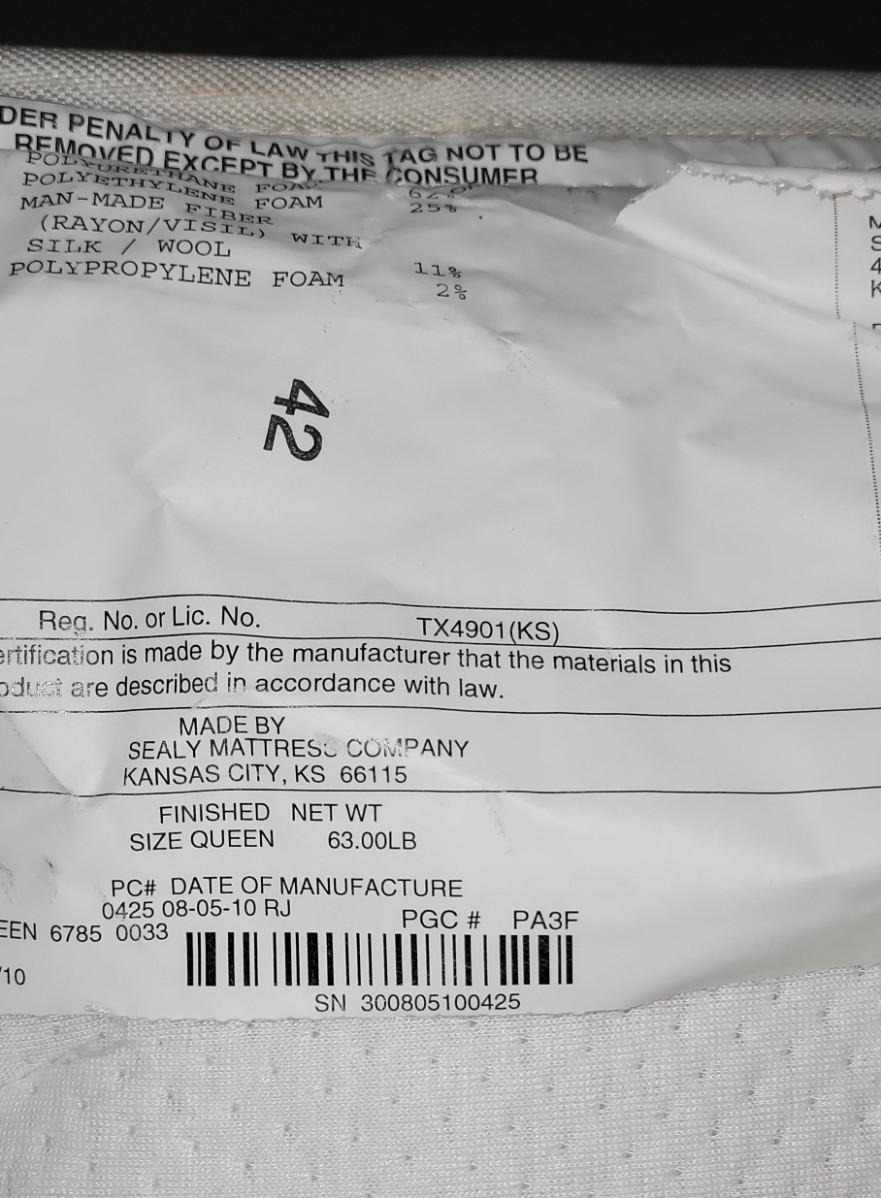 DER PENALTY OF LAW THIS TAG NOT TO BE
REMOVED EXCEPT BY THE CONSUMER
POLYURETHANE
POLYETHYLENE FOAM 25%
MAN-MADE FIBER
(RAYON/VISIL) WITH
SILK / WOOL 11%
POLYPROPYLENE FOAM 2%
42
Reg. No. or Lic. No. TX4901(KS)
ertification is made by the manufacturer that the materials in this
oduct are described in accordance with law.
MADE BY
SEALY MATTRESS COMPANY
KANSAS CITY, KS 66115
FINISHED NET WT
SIZE QUEEN 63.00LB
PC# DATE OF MANUFACTURE
0425 08-05-10 RJ
PGC # PA3F
EEN 6785 0033
/10
SN 300805100425